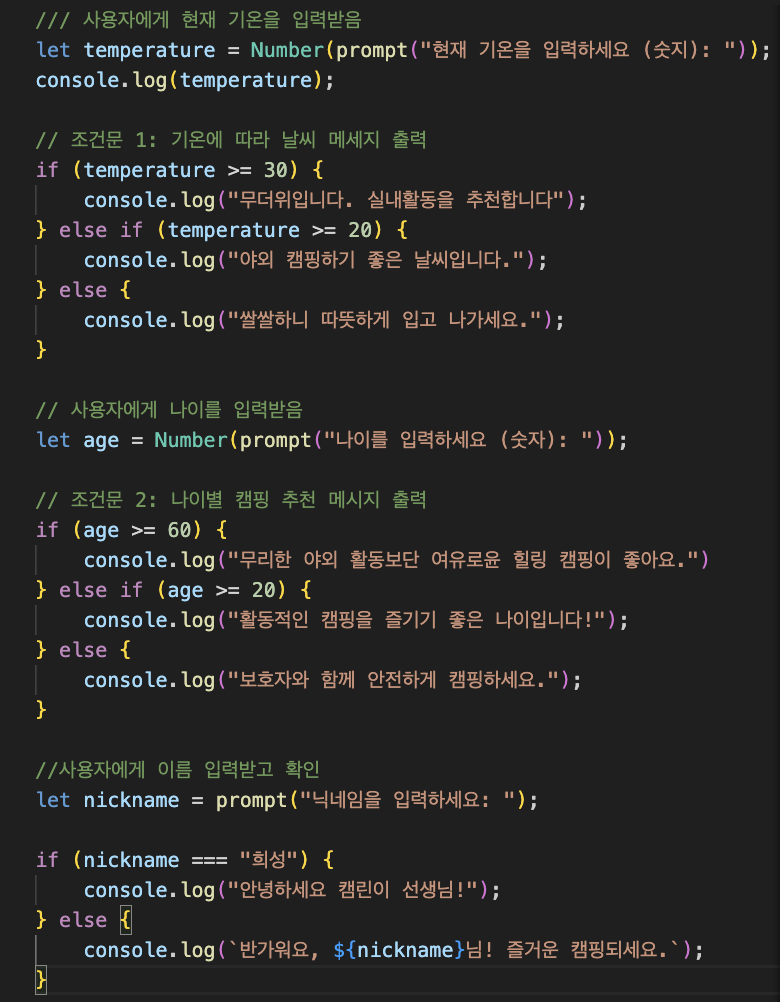 /// 사용자에게 현재 기온을 입력받음
let temperature = Number(prompt("현재 기온을 입력하세요 (숫지): "));
console.log(temperature);
// 조건문 1: 기온에 따라 날씨 메세지 출력
if (temperature >= 30) {
console.log("무더위입니다. 실내활동을 추천합니다");
} else if (temperature >= 20) {
console.log("야외 캠핑하기 좋은 날씨입니다.");
} else {
console.log("쌀쌀하니 따뜻하게 입고 나가세요.");
}
// 사용자에게 나이를 입력받음
let age = Number(prompt("나이를 입력하세요 (숫자): "));
// 조건문 2: 나이별 캠핑 추천 메시지 출력
if (age >= 60) {
console.log("무리한 야외 활동보단 여유로윤 힐링 캠핑이 좋아요.")
} else if (age >= 20) {
console.log("활동적인 캠핑을 즐기기 좋은 나이입니다!");
} else {
console.log("보호자와 함께 안전하게 캠핑하세요.");
}
//사용자에게 이름 입력받고 확인
let nickname = prompt("닉네임을 입력하세요: ");
if (nickname === "희성") {
console.log("안녕하세요 캠린이 선생님!");
} else {
console.log(`반가워요, ${nickname}님! 즐거운 캠핑되세요.`);
}